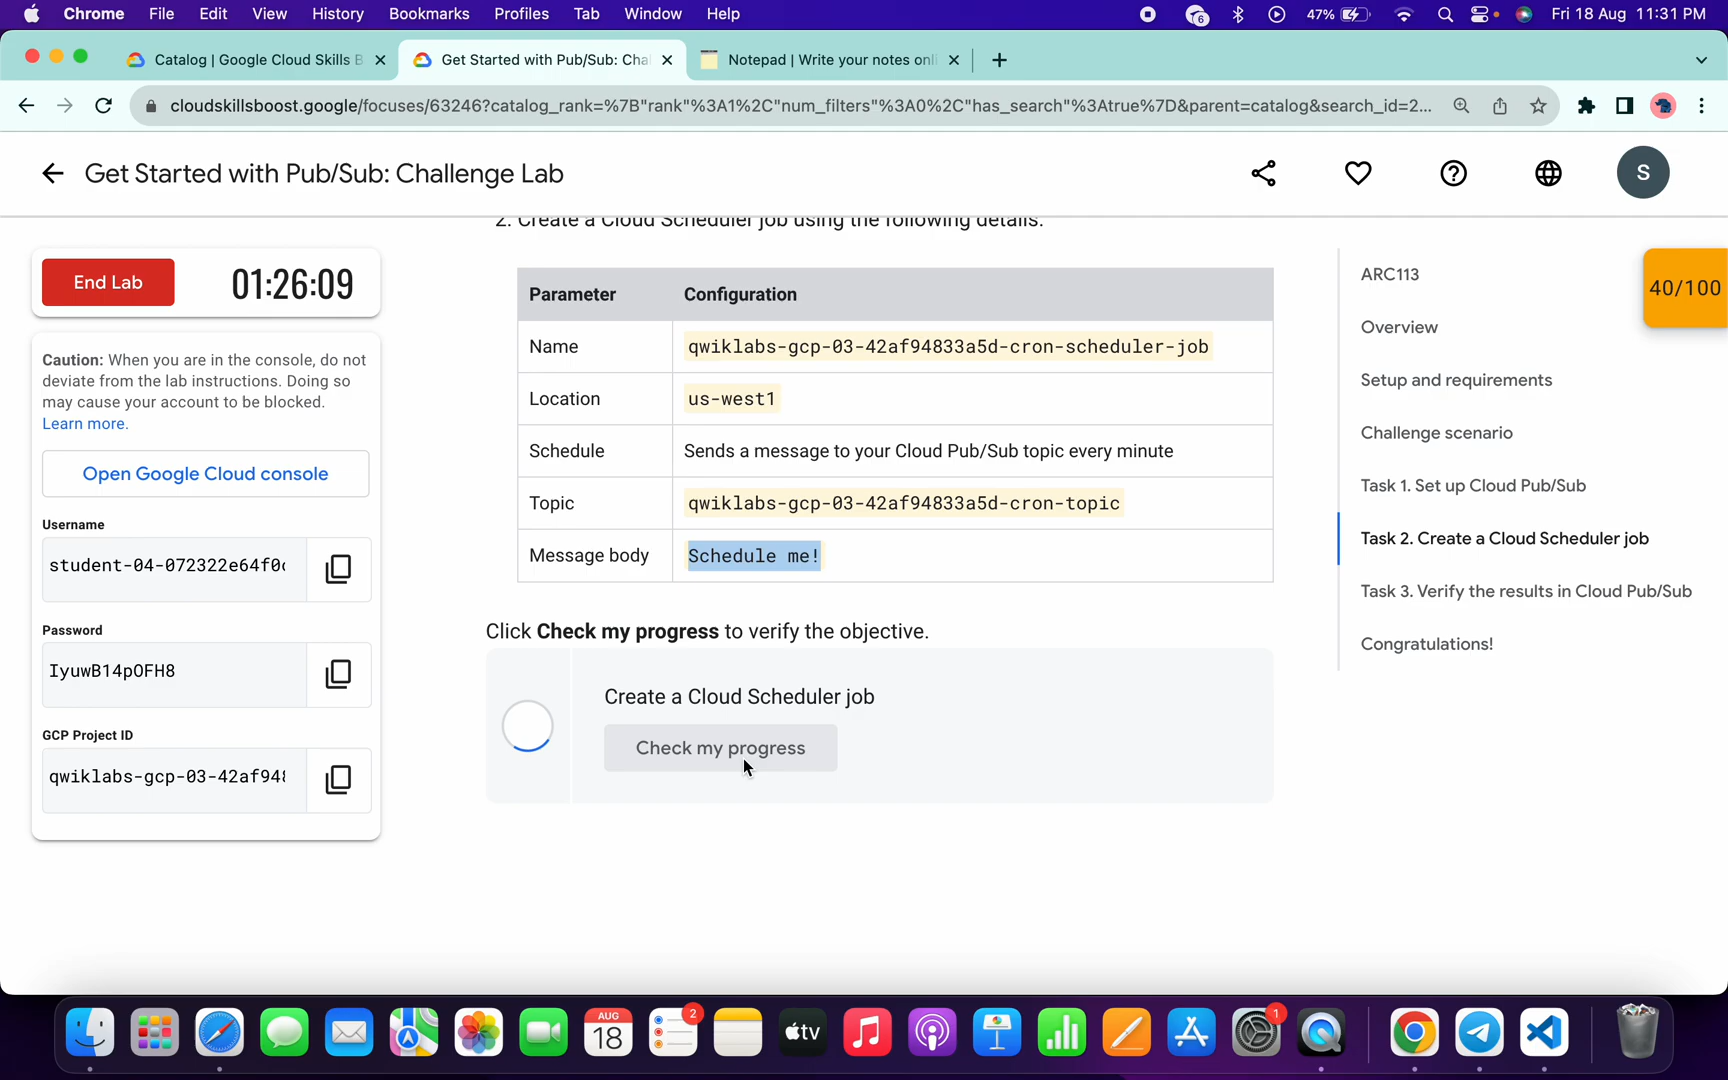 Chrome File Edit View History Bookmarks Profiles Tab Window Help 6 47% Fri 18 Aug 11:31 PM
Catalog | Google Cloud Skills B
Get Started with Pub/Sub: Cha
Notepad | Write your notes onli
cloudskillsboost.google/focuses/63246?catalog_rank=%7B"rank"%3A1%2C"num_filters"%3A0%2C"has_search"%3Atrue%7D&parent=catalog&search_id=2...
Get Started with Pub/Sub: Challenge Lab
S
2. Create a Cloud Scheduler job using the following details:
End Lab
01:26:09
Caution: When you are in the console, do not
deviate from the lab instructions. Doing so
may cause your account to be blocked.
Learn more.
Open Google Cloud console
Username
student-04-072322e64f0
Password
IyuwB14pOFH8
GCP Project ID
qwiklabs-gcp-03-42af948
Parameter Configuration
Name qwiklabs-gcp-03-42af94833a5d-cron-scheduler-job
Location us-west1
Schedule Sends a message to your Cloud Pub/Sub topic every minute
Topic qwiklabs-gcp-03-42af94833a5d-cron-topic
Message body Schedule me!
Click Check my progress to verify the objective.
Create a Cloud Scheduler job
Check my progress
ARC113
Overview
Setup and requirements
Challenge scenario
Task 1. Set up Cloud Pub/Sub
Task 2. Create a Cloud Scheduler job
Task 3. Verify the results in Cloud Pub/Sub
Congratulations!
40/100
AUG
18
2
tv
1